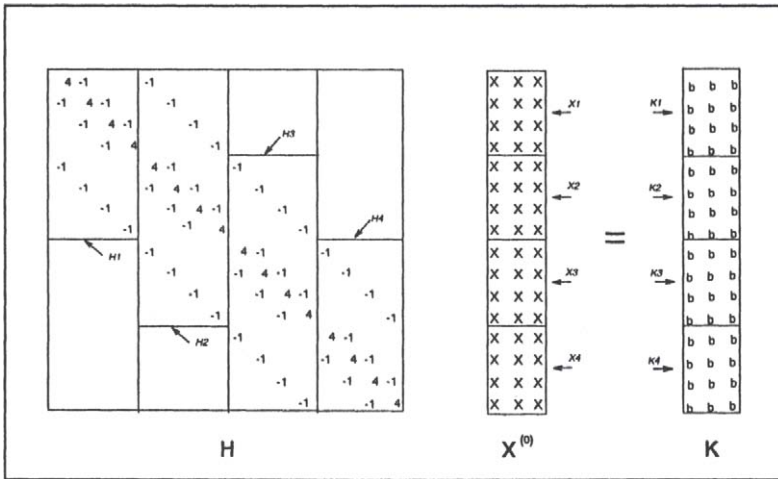 4 -1 -1 X X X b b b
-1 4 -1 -1 X X X X1 K1 b b b
-1 4 -1 -1 X X X b b b
H3
-1 4 -1 X X X b b b
-1 4 -1 -1 X X X b b b
-1 -1 4 -1 -1 X X X X2 K2 b b b
-1 -1 4 -1 -1 X X X b b b
H4
-1 -1 4 -1 X X X = b b b
-1 4 -1 -1 X X X b b b
H1
-1 -1 4 -1 -1 X X X X3 K3 b b b
-1 -1 4 -1 -1 X X X b b b
-1 -1 4 -1 X X X b b b
H2
-1 4 -1 X X X b b b
-1 -1 4 -1 X X X X4 K4 b b b
-1 -1 4 -1 X X X b b b
-1 -1 4 X X X b b b
H X(0) K